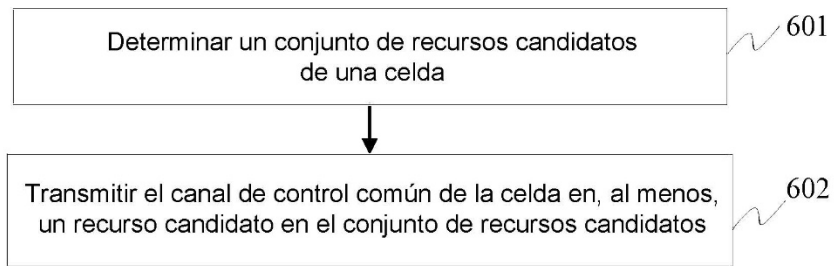 Determinar un conjunto de recursos candidatos
de una celda
601
Transmitir el canal de control común de la celda en, al menos,
un recurso candidato en el conjunto de recursos candidatos
602